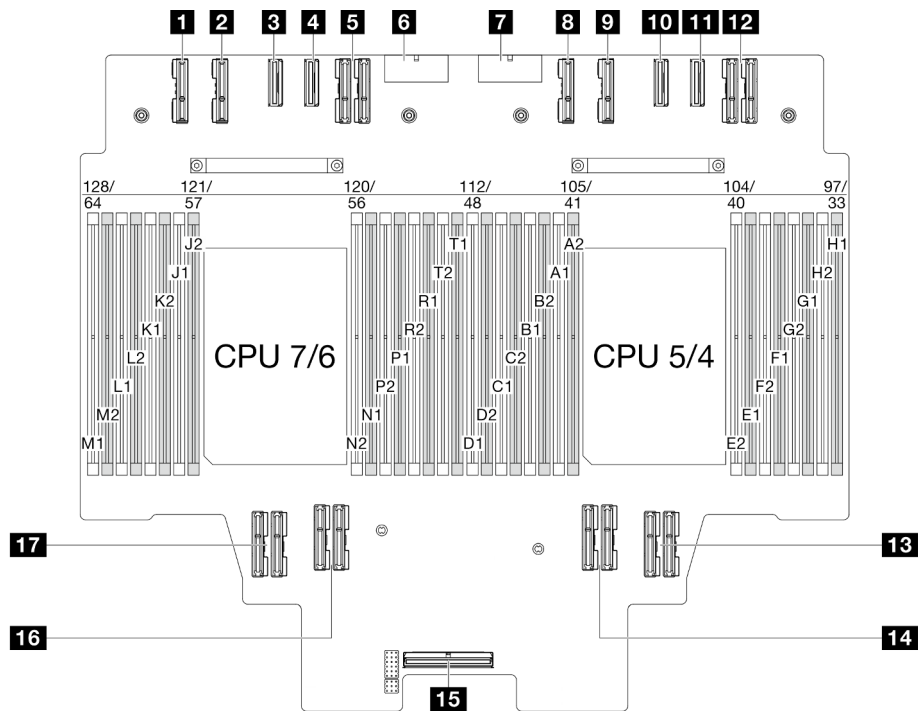 1 2 3 4 5 6 7 8 9 10 11 12
128/ 121/ 120/ 112/ 105/ 104/ 97/
64 57 56 48 41 40 33
J2 T1 A2 H1
J1 T2 A1 H2
K2 R1 B2 G1
K1 R2 B1 G2
CPU 7/6 CPU 5/4
L2 P1 C2 F1
L1 P2 C1 F2
M2 N1 D2 E1
M1 N2 D1 E2
17 13
16 14
15